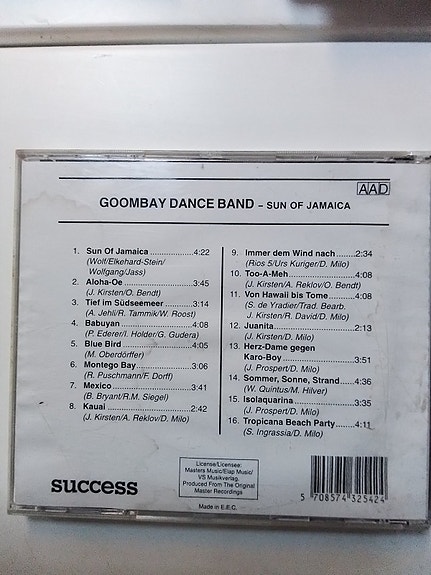 AAD
GOOMBAY DANCE BAND – SUN OF JAMAICA
1. Sun Of Jamaica 4:22
(Wolf/Elkehard-Stein/
Wolfgang/Jass)
2. Aloha-Oe 3:45
(J. Kirsten/O. Bendt)
3. Tief im Südseemeer 3:14
(A. Jehli/R. Tammik/W. Roost)
4. Babuyan 4:08
(P. Ederer/I. Holder/G. Gudera)
5. Blue Bird 4:05
(M. Oberdörffer)
6. Montego Bay 3:06
(R. Puschmann/F. Dorff)
7. Mexico 3:41
(B. Bryant/R.M. Siegel)
8. Kauai 2:42
(J. Kirsten/A. Reklov/D. Milo)
9. Immer dem Wind nach 2:34
(Rios 5/Urs Kuriger/D. Milo)
10. Too-A-Meh 4:08
(J. Kirsten/A. Reklov/O. Bendt)
11. Von Hawaii bis Tome 4:08
(S. de Yradier/Trad. Bearb.
J. Kirsten/R. David/D. Milo)
12. Juanita 2:13
(J. Kirsten/D. Milo)
13. Herz-Dame gegen
Karo-Boy 3:51
(J. Prospert/D. Milo)
14. Sommer, Sonne, Strand 4:36
(W. Quintus/M. Hilver)
15. Isolaquarina 3:35
(J. Prospert/D. Milo)
16. Tropicana Beach Party 4:11
(S. Ingrassia/D. Milo)
success
License/Licensee:
Masters Music/Elap Music/
VS Musikverlag.
Produced From The Original
Master Recordings
Made in E.E.C.
5 708574 325424